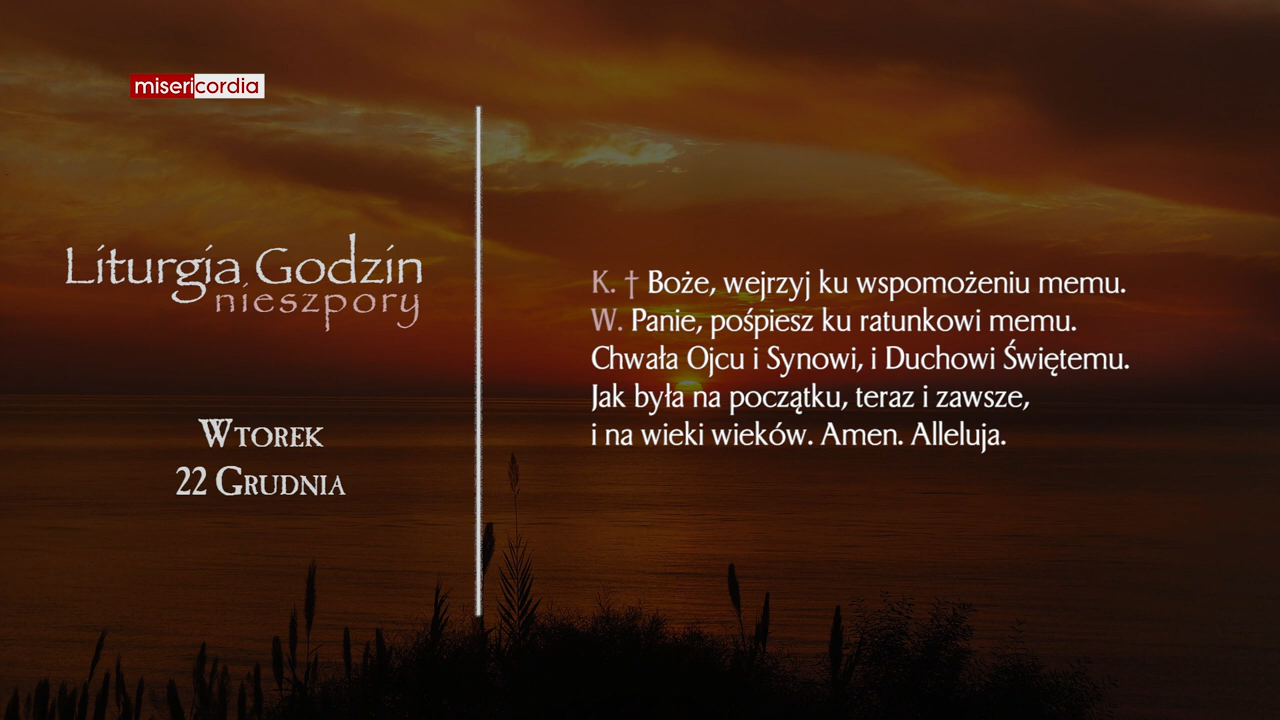 misericordia
Liturgia Godzin
nieszpory
Wtorek
22 Grudnia
K. † Boże, wejrzyj ku wspomożeniu memu.
W. Panie, pośpiesz ku ratunkowi memu.
Chwała Ojcu i Synowi, i Duchowi Świętemu.
Jak była na początku, teraz i zawsze,
i na wieki wieków. Amen. Alleluja.